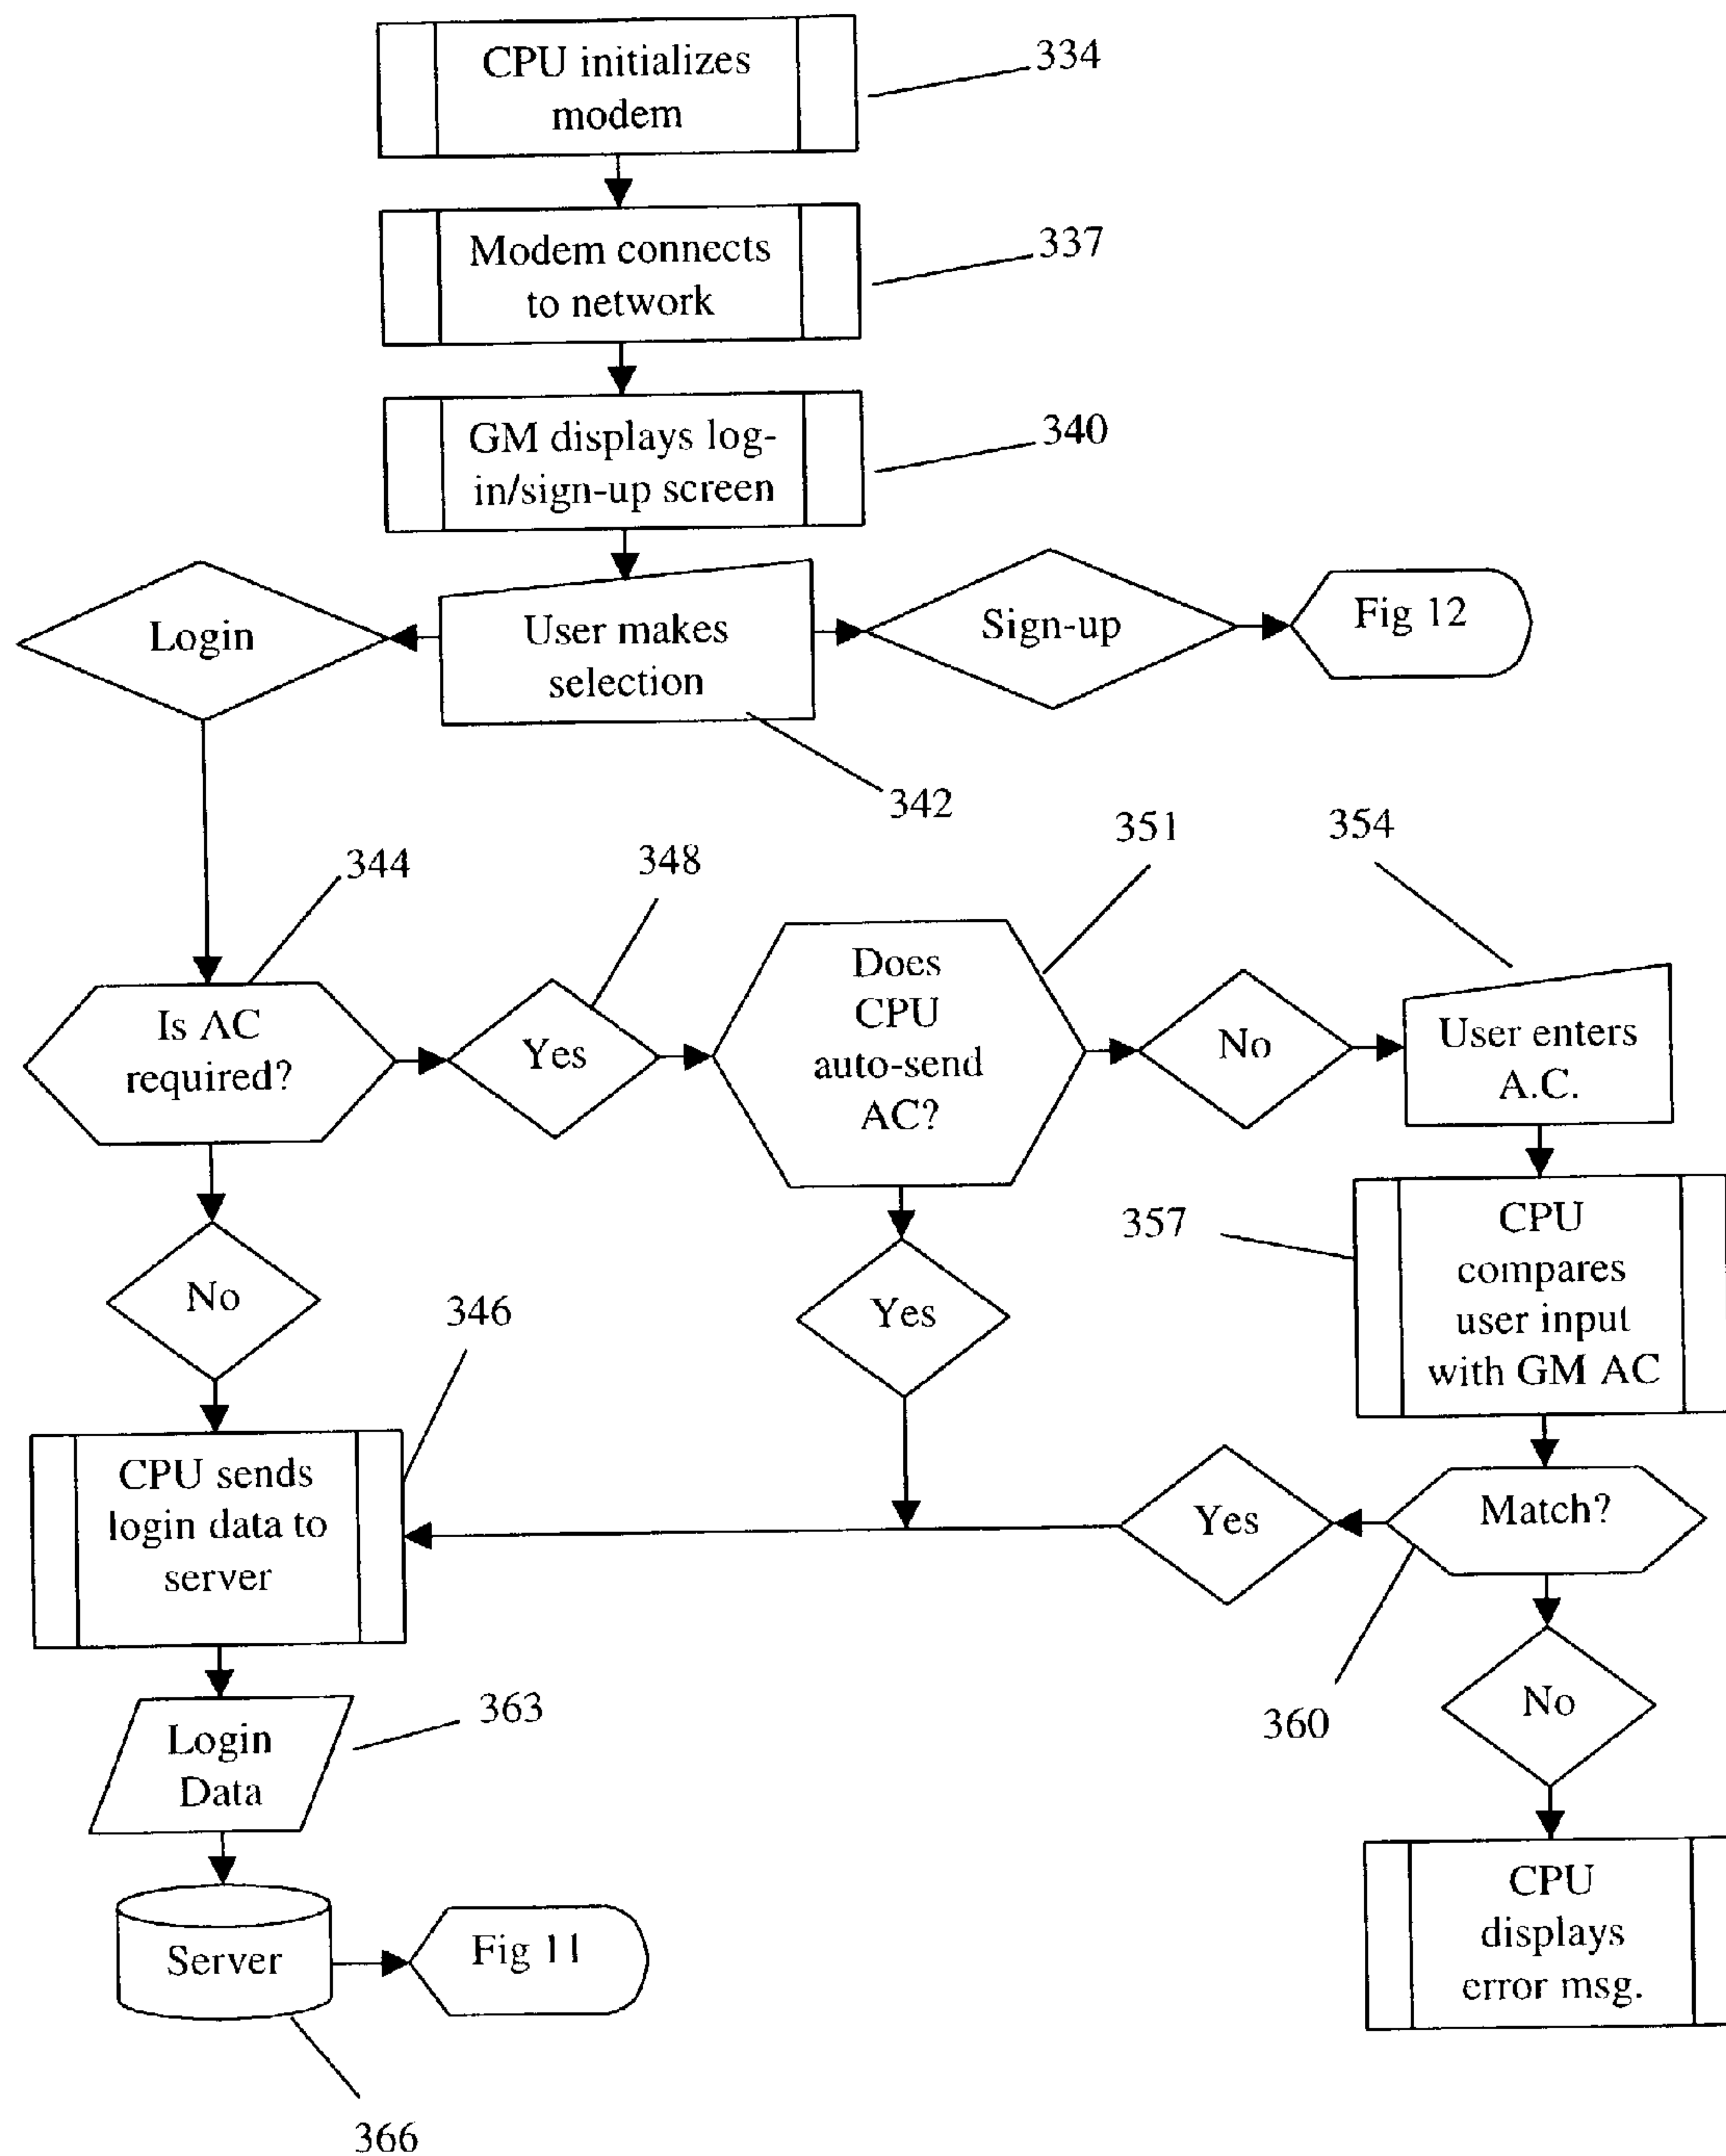 CPU initializes
modem
334
Modem connects
to network
337
GM displays log-
in/sign-up screen
340
Login
User makes
selection
Sign-up
Fig 12
342
344
348
351
354
Is AC
required?
Yes
Does
CPU
auto-send
AC?
No
User enters
A.C.
357
CPU
compares
user input
with GM AC
No
Yes
346
CPU sends
login data to
server
Yes
Match?
360
No
Login
Data
363
Server
Fig 11
CPU
displays
error msg.
366